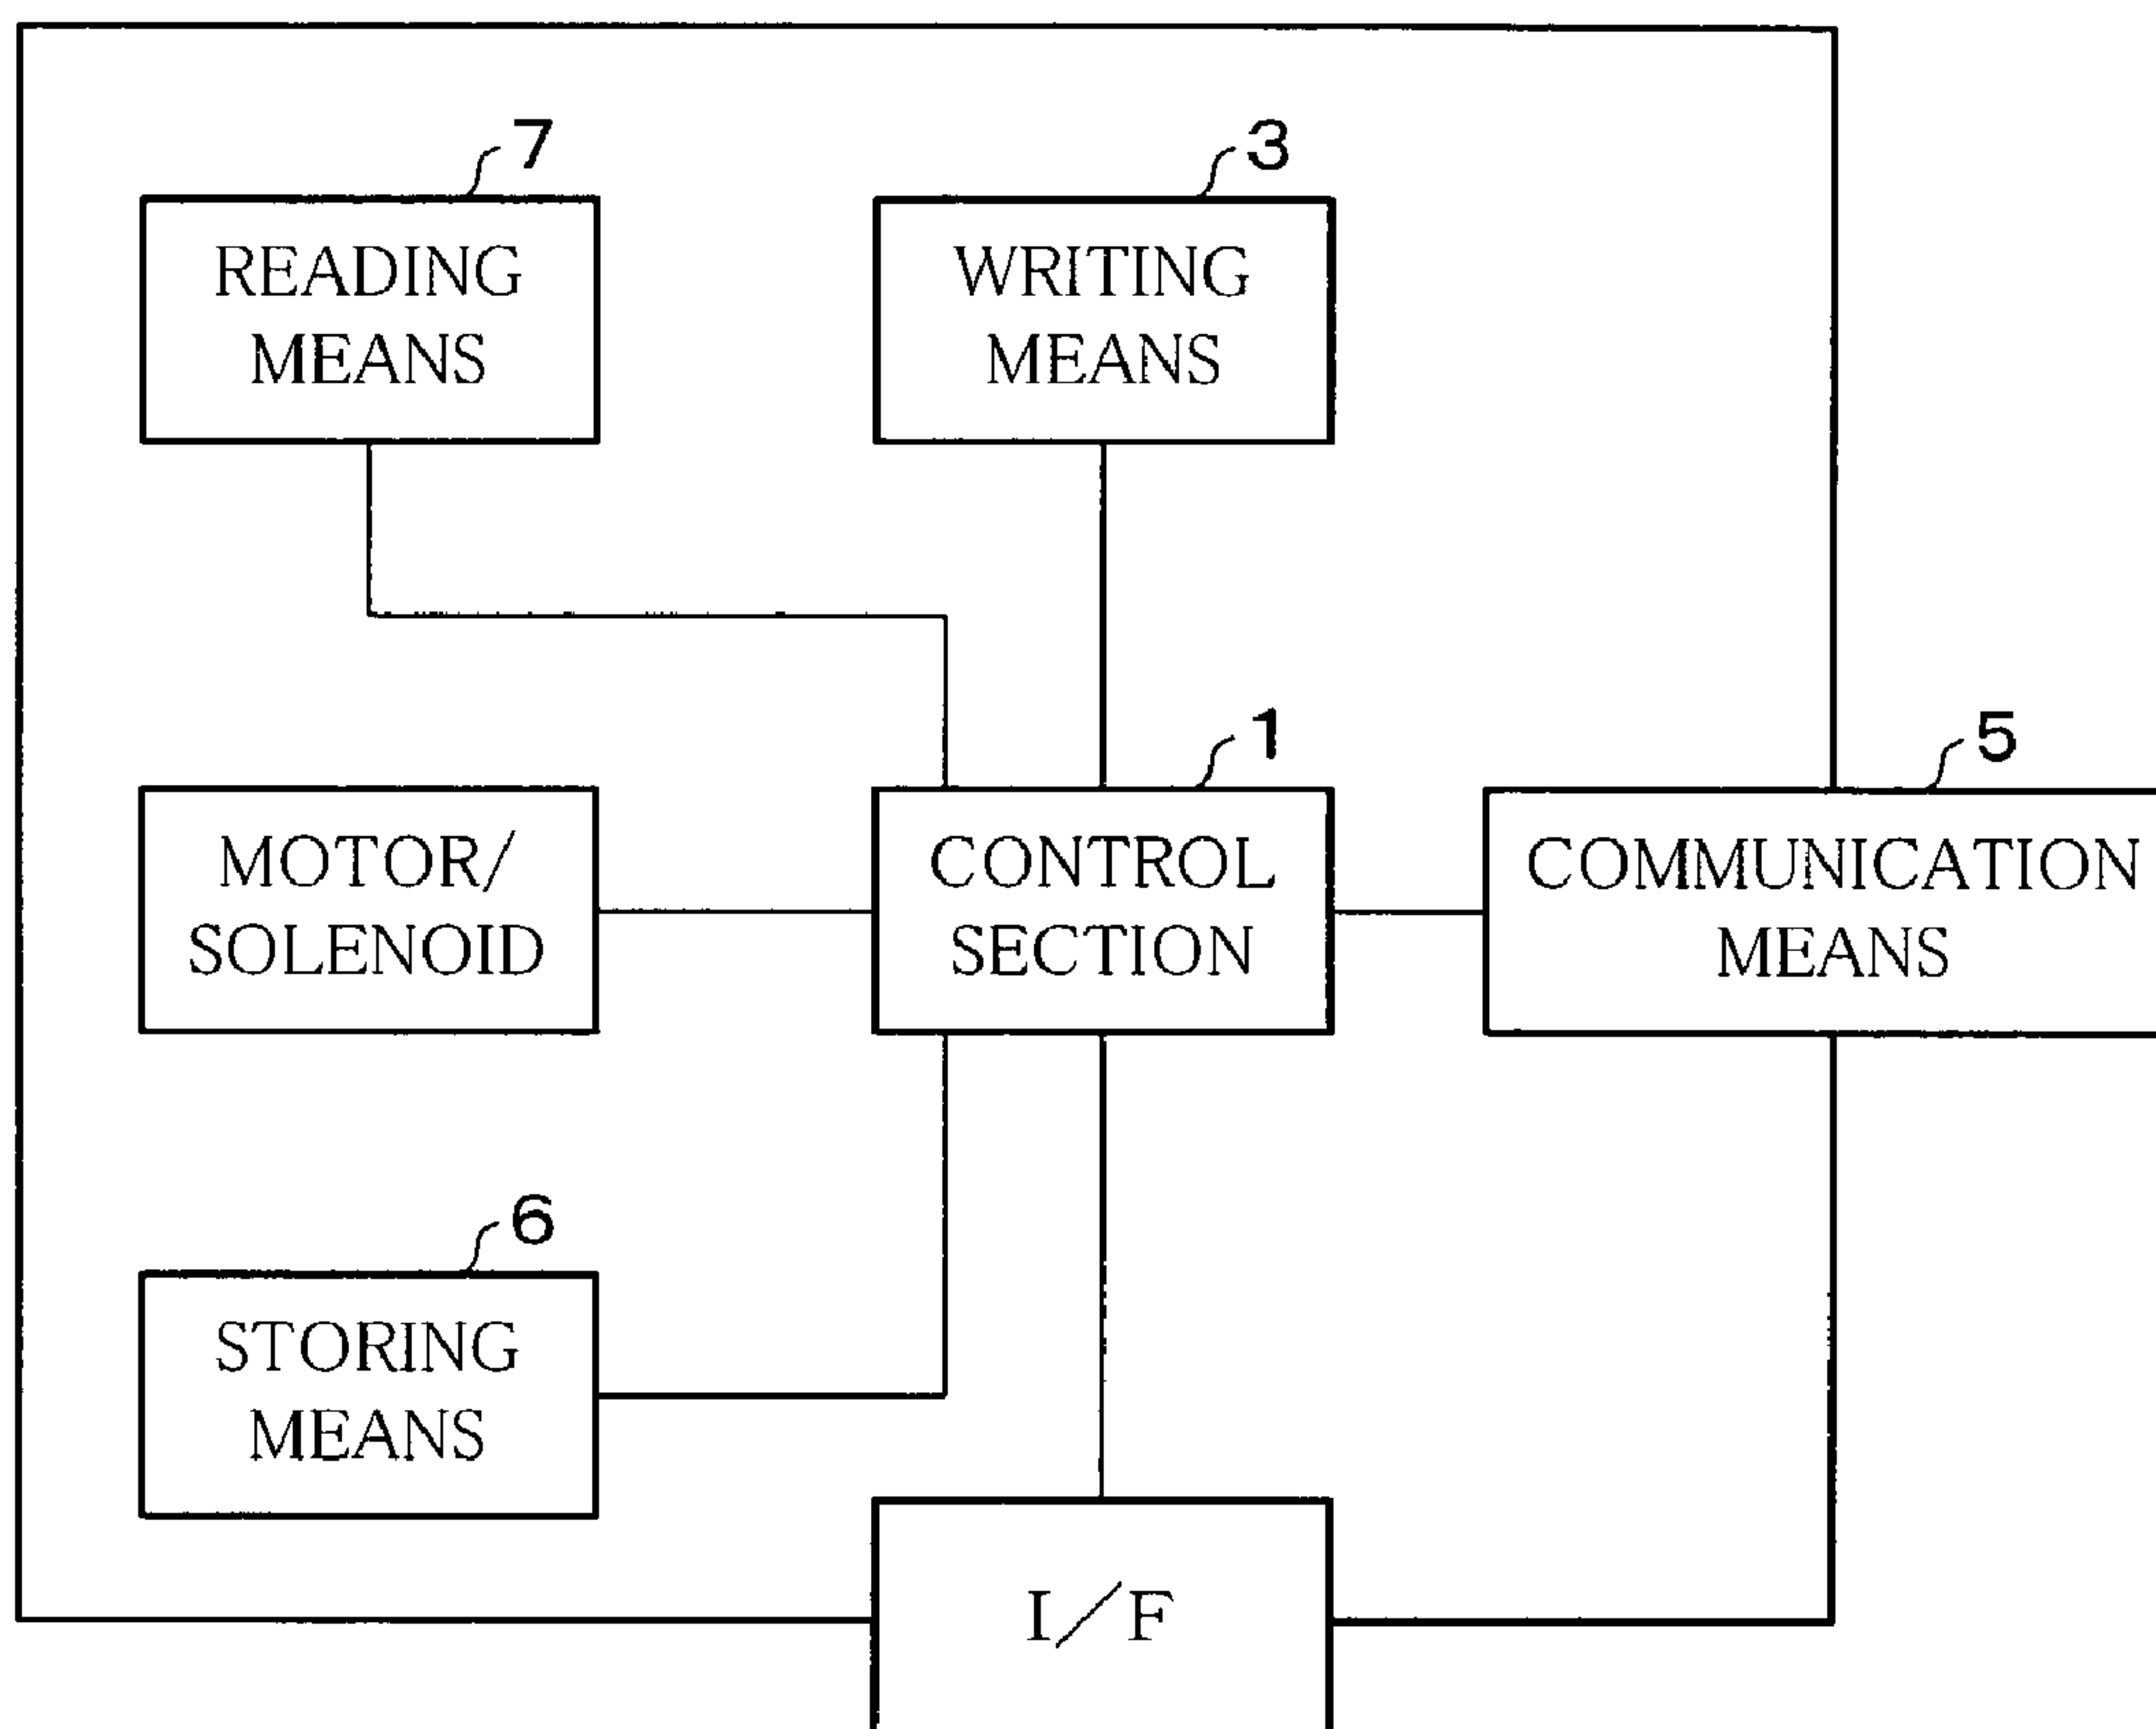 7
READING
MEANS
3
WRITING
MEANS
MOTOR/
SOLENOID
1
CONTROL
SECTION
5
COMMUNICATION
MEANS
6
STORING
MEANS
I/F